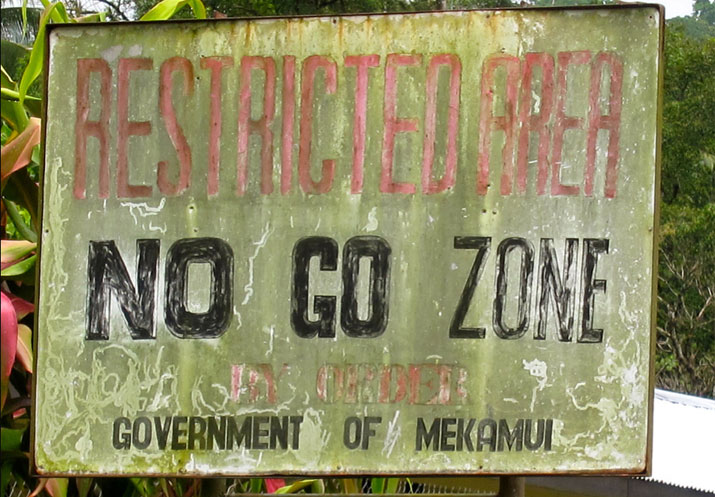 RESTRICTED AREA
NO GO ZONE
BY ORDER
GOVERNMENT OF MEKAMUI